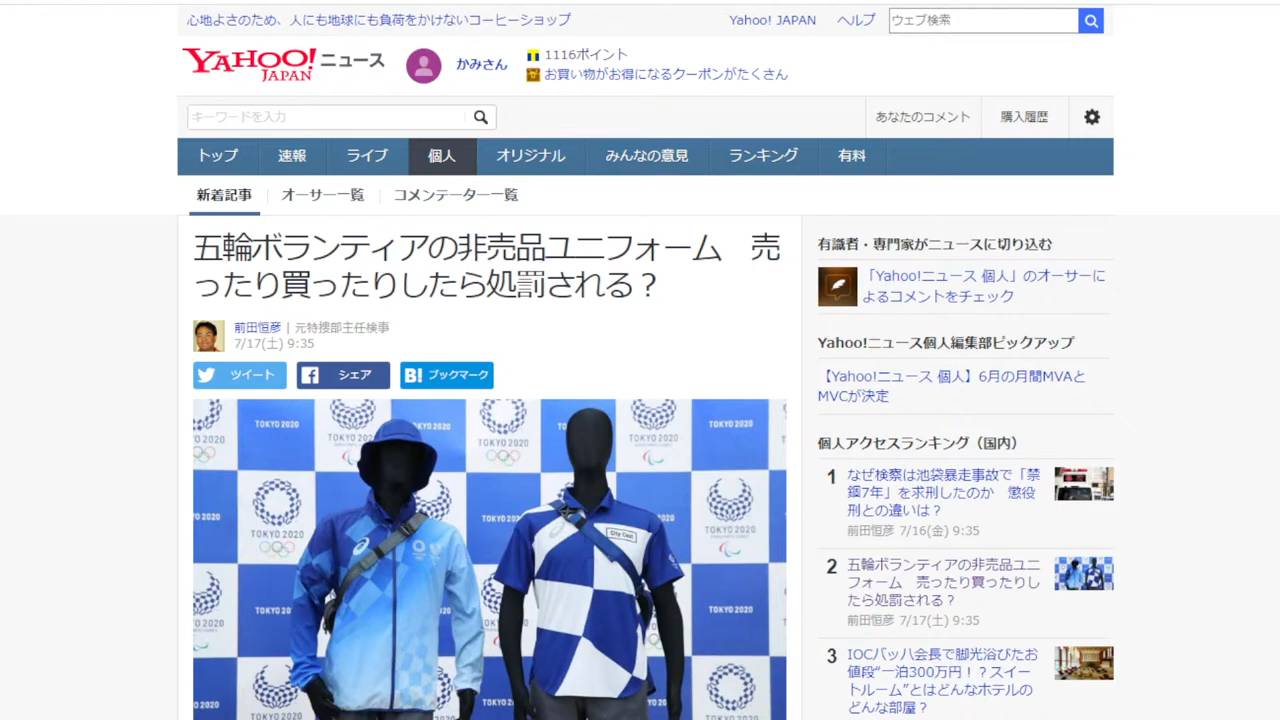 心地よさのため、人にも地球にも負荷をかけないコーヒーショップ
Yahoo! JAPAN ヘルプ ウェブ検索
YAHOO! JAPAN ニュース
かみさん
1116ポイント
お買い物がお得になるクーポンがたくさん
キーワードを入力
あなたのコメント 購入履歴
トップ 速報 ライブ 個人 オリジナル みんなの意見 ランキング 有料
新着記事 オーサー一覧 コメンテーター一覧
五輪ボランティアの非売品ユニフォーム 売
ったり買ったりしたら処罰される？
前田恒彦 | 元特捜部主任検事
7/17(土) 9:35
ツイート シェア B! ブックマーク
TOKYO 2020
City Cast
有識者・専門家がニュースに切り込む
「Yahoo!ニュース 個人」のオーサーに
よるコメントをチェック
Yahoo!ニュース個人編集部ピックアップ
【Yahoo!ニュース 個人】6月の月間MVAと
MVCが決定
個人アクセスランキング（国内）
1 なぜ検察は池袋暴走事故で「禁
錮7年」を求刑したのか 懲役
刑との違いは？
前田恒彦 7/16(金) 9:35
2 五輪ボランティアの非売品ユニ
フォーム 売ったり買ったりし
たら処罰される？
前田恒彦 7/17(土) 9:35
3 IOCバッハ会長で脚光浴びたお
値段“一泊300万円！？スイー
トルーム”とはどんなホテルの
どんな部屋？